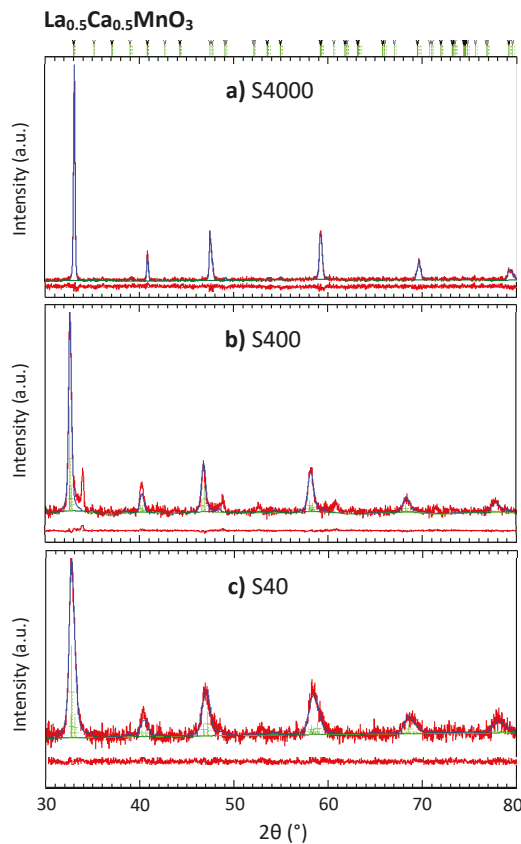 La0.5Ca0.5MnO3
a) S4000
Intensity (a.u.)
b) S400
Intensity (a.u.)
c) S40
Intensity (a.u.)
30 40 50 60 70 80
2θ (°)